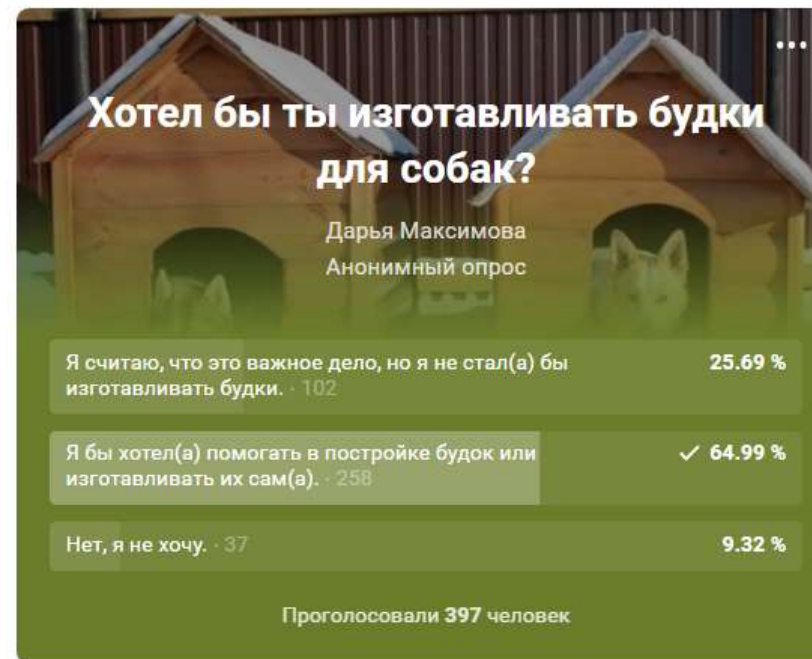 Хотел бы ты изготавливать будки
для собак?
Дарья Максимова
Анонимный опрос
Я считаю, что это важное дело, но я не стал(а) бы
изготавливать будки. · 102
25.69 %
Я бы хотел(а) помогать в постройке будок или
изготавливать их сам(а). · 258
✓ 64.99 %
Нет, я не хочу. · 37
9.32 %
Проголосовали 397 человек